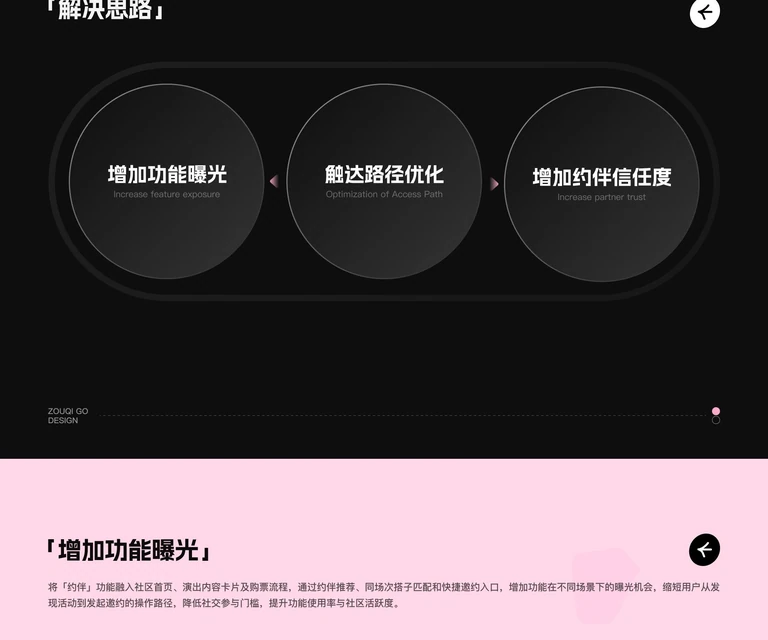 「解决思路」
增加功能曝光
Increase feature exposure
触达路径优化
Optimization of Access Path
增加约伴信任度
Increase partner trust
ZOUQI GO
DESIGN
「增加功能曝光」
将「约伴」功能融入社区首页、演出内容卡片及购票流程，通过约伴推荐、同场次搭子匹配和快捷邀约入口，增加功能在不同场景下的曝光机会，缩短用户从发
现活动到发起邀约的操作路径，降低社交参与门槛，提升功能使用率与社区活跃度。